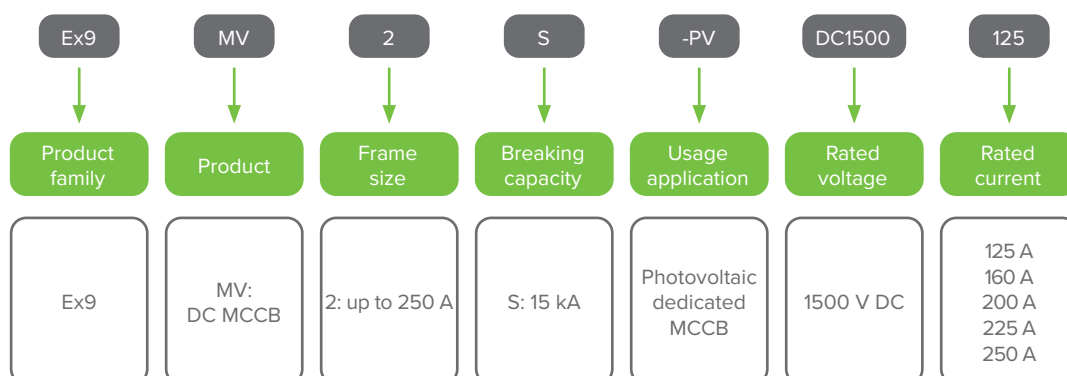 Ex9 MV 2 S -PV DC1500 125
Product family
Product
Frame size
Breaking capacity
Usage application
Rated voltage
Rated current
Ex9
MV:
DC MCCB
2: up to 250 A
S: 15 kA
Photovoltaic
dedicated
MCCB
1500 V DC
125 A
160 A
200 A
225 A
250 A